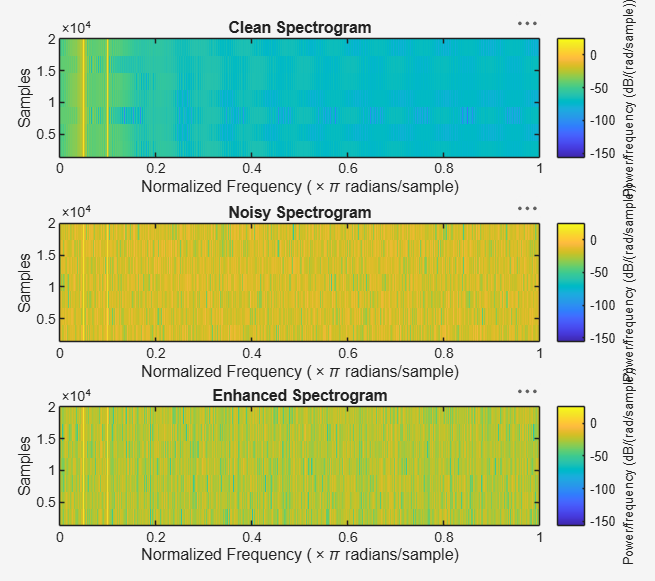 Clean Spectrogram
×10⁴
2
1.5
1
0.5
Samples
0 0.2 0.4 0.6 0.8 1
Normalized Frequency ( × π radians/sample)
0
-50
-100
-150
Power/frequency (dB/(rad/sample))
Noisy Spectrogram
×10⁴
2
1.5
1
0.5
Samples
0 0.2 0.4 0.6 0.8 1
Normalized Frequency ( × π radians/sample)
0
-50
-100
-150
Power/frequency (dB/(rad/sample))
Enhanced Spectrogram
×10⁴
2
1.5
1
0.5
Samples
0 0.2 0.4 0.6 0.8 1
Normalized Frequency ( × π radians/sample)
0
-50
-100
-150
Power/frequency (dB/(rad/sample))